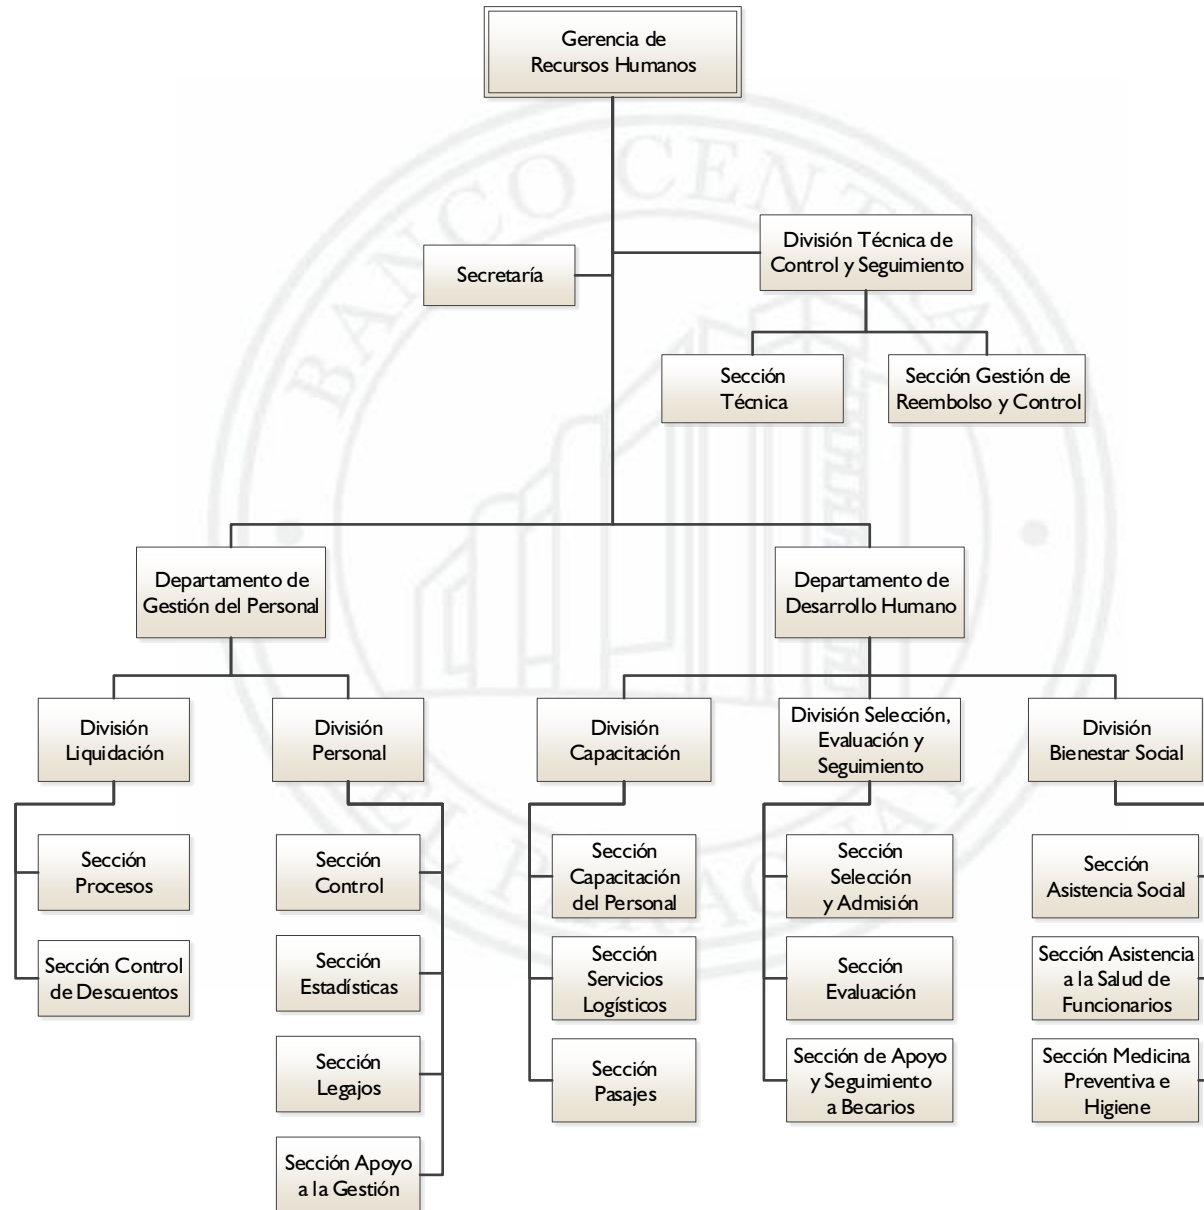 Gerencia de
Recursos Humanos
BANCO CENTRAL
División Técnica de
Control y Seguimiento
Secretaría
Sección
Técnica
Sección Gestión de
Reembolso y Control
Departamento de
Gestión del Personal
Departamento de
Desarrollo Humano
División
Liquidación
División
Personal
División
Capacitación
División Selección,
Evaluación y
Seguimiento
División
Bienestar Social
Sección
Procesos
Sección
Control
Sección
Capacitación
del Personal
Sección
Selección
y Admisión
Sección
Asistencia Social
Sección Control
de Descuentos
Sección
Estadísticas
Sección
Servicios
Logísticos
Sección
Evaluación
Sección Asistencia
a la Salud de
Funcionarios
Sección
Legajos
Sección
Pasajes
Sección de Apoyo
y Seguimiento
a Becarios
Sección Medicina
Preventiva e
Higiene
Sección Apoyo
a la Gestión